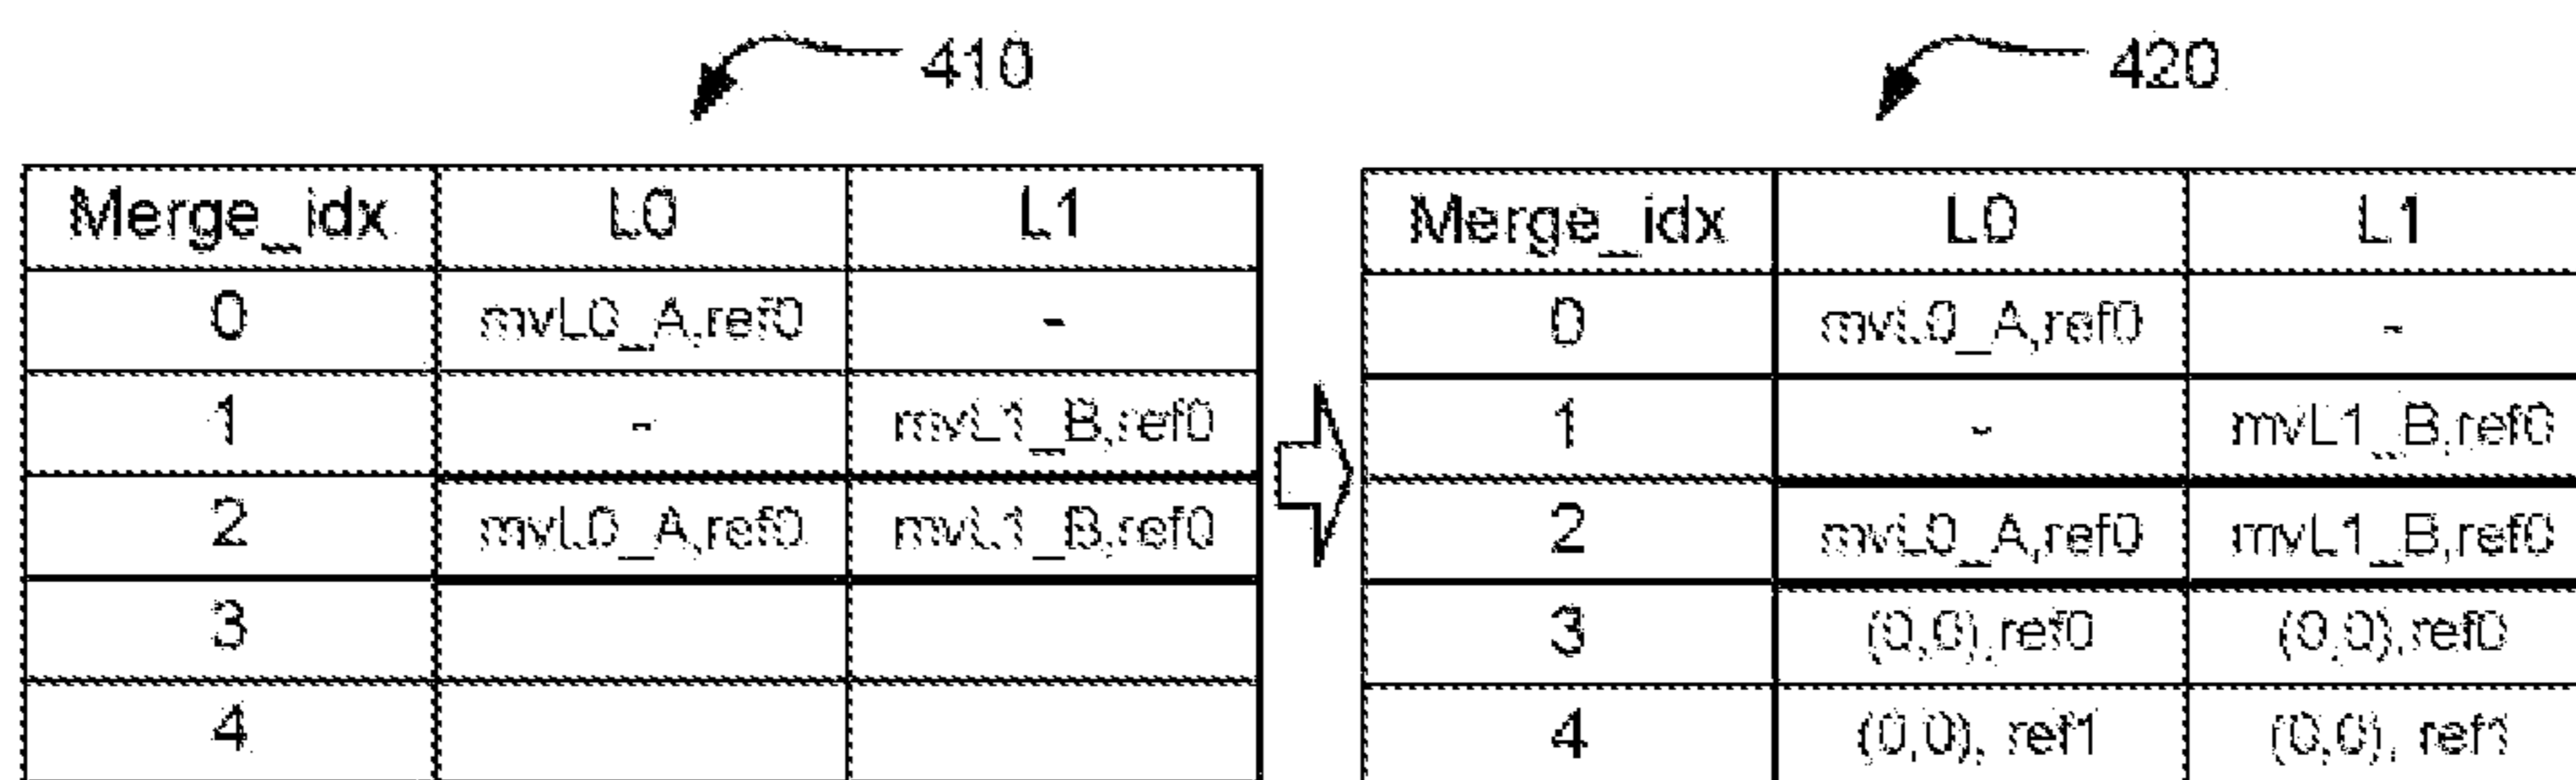 410
420
Merge_idx L0 L1
0 mvL0_A,ref0 -
1 - mvL1_B,ref0
2 mvL0_A,ref0 mvL1_B,ref0
3
4
Merge_idx L0 L1
0 mvL0_A,ref0 -
1 - mvL1_B,ref0
2 mvL0_A,ref0 mvL1_B,ref0
3 (0,0),ref0 (0,0),ref0
4 (0,0), ref1 (0,0), ref1